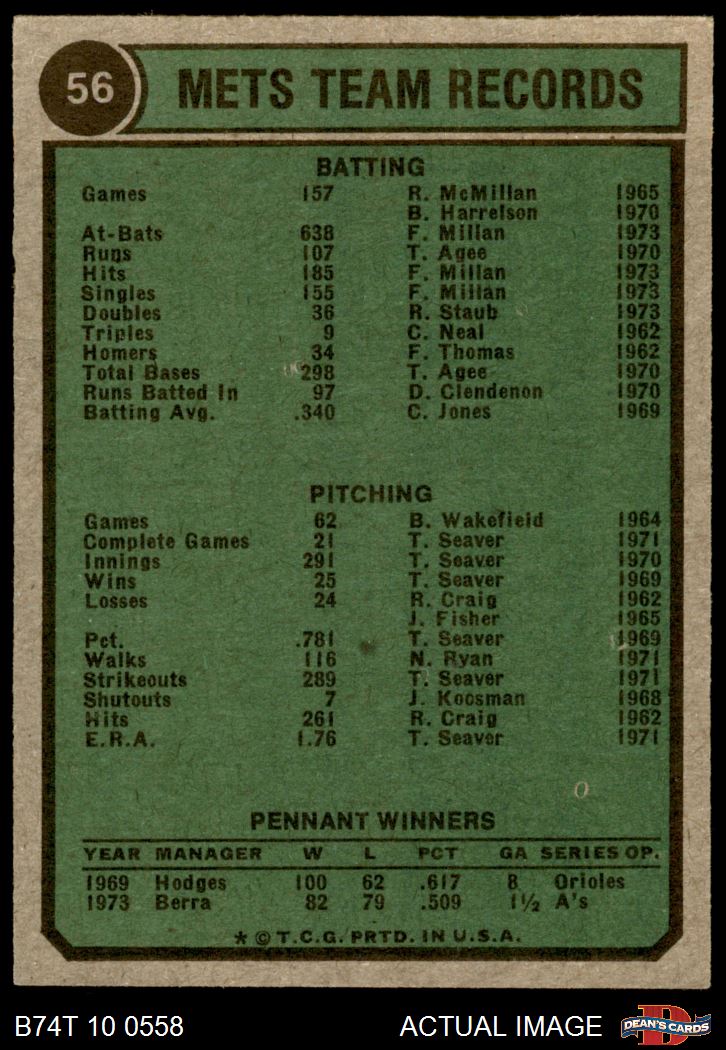 56 METS TEAM RECORDS
BATTING
Games 157 R. McMillan 1965
B. Harrelson 1970
At-Bats 638 F. Millan 1973
Runs 107 T. Agee 1970
Hits 185 F. Millan 1973
Singles 155 F. Millan 1973
Doubles 36 R. Staub 1973
Triples 9 C. Neal 1962
Homers 34 F. Thomas 1962
Total Bases 298 T. Agee 1970
Runs Batted In 97 D. Clendenon 1970
Batting Avg. .340 C. Jones 1969
PITCHING
Games 62 B. Wakefield 1964
Complete Games 21 T. Seaver 1971
Innings 291 T. Seaver 1970
Wins 25 T. Seaver 1969
Losses 24 R. Craig 1962
J. Fisher 1965
Pct. .781 T. Seaver 1969
Walks 116 N. Ryan 1971
Strikeouts 289 T. Seaver 1971
Shutouts 7 J. Koosman 1968
Hits 261 R. Craig 1962
E.R.A. 1.76 T. Seaver 1971
PENNANT WINNERS
YEAR MANAGER W L PCT GA SERIES OP.
1969 Hodges 100 62 .617 8 Orioles
1973 Berra 82 79 .509 1½ A's
* © T.C.G. PRTD. IN U.S.A.
B74T 10 0558 ACTUAL IMAGE DEAN'S CARDS